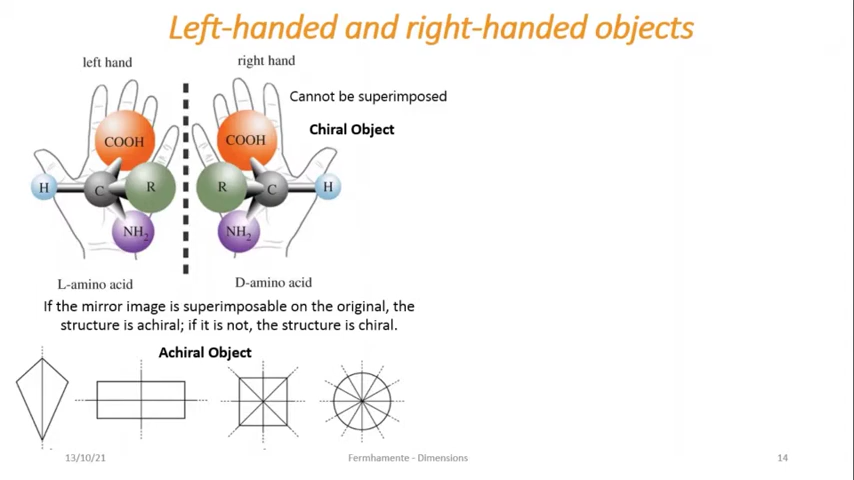 Left-handed and right-handed objects
left hand
right hand
Cannot be superimposed
Chiral Object
COOH
COOH
H
C
R
R
C
H
NH2
NH2
L-amino acid
D-amino acid
If the mirror image is superimposable on the original, the
structure is achiral; if it is not, the structure is chiral.
Achiral Object
13/10/21
Fermhamente - Dimensions
14